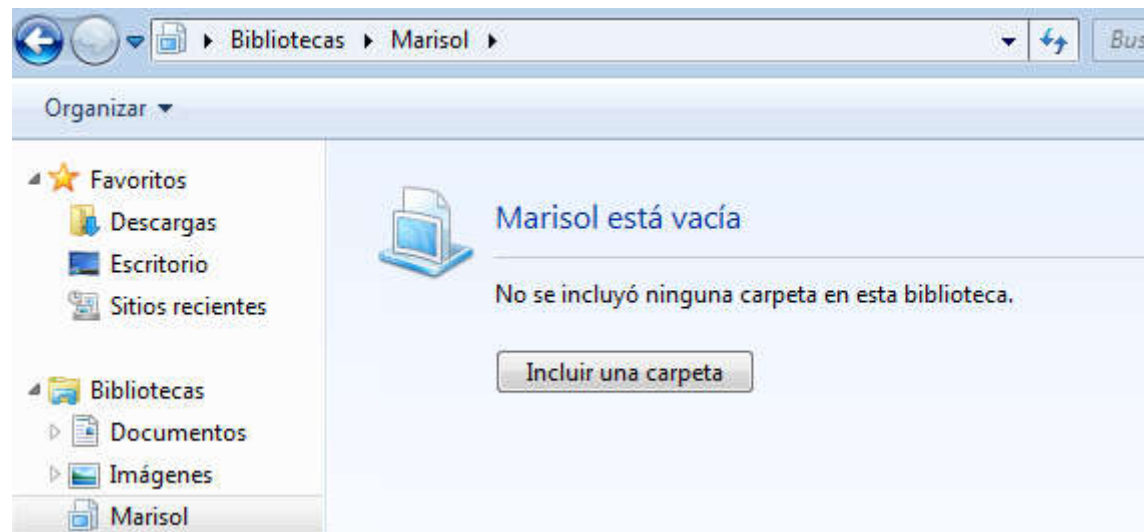 Bibliotecas Marisol
Organizar
Favoritos
Descargas
Escritorio
Sitios recientes
Bibliotecas
Documentos
Imágenes
Marisol
Marisol está vacía
No se incluyó ninguna carpeta en esta biblioteca.
Incluir una carpeta